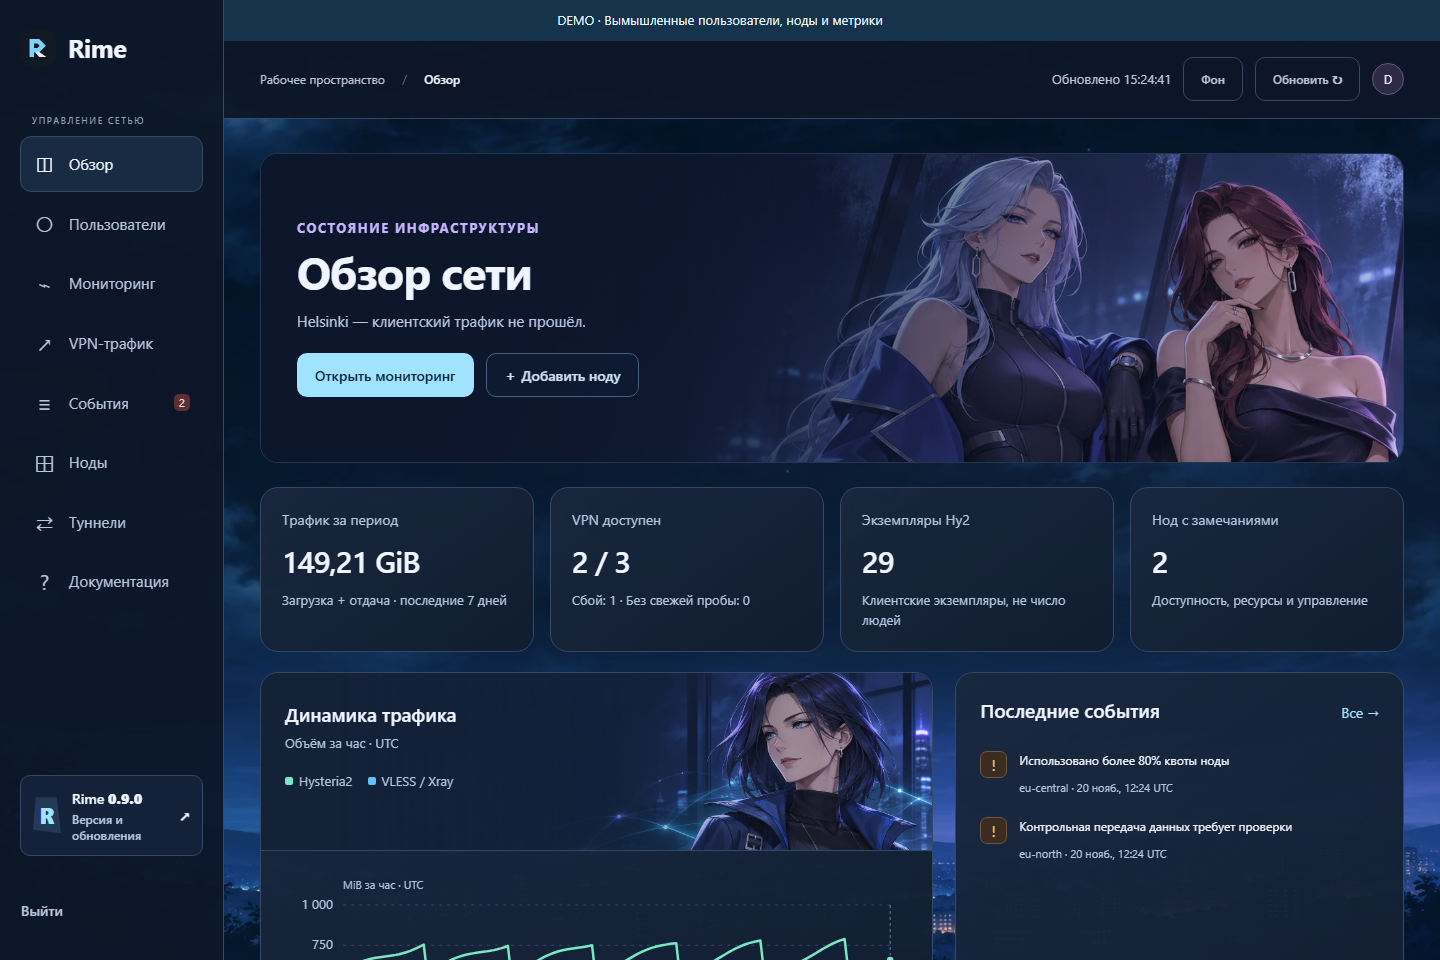 Rime
УПРАВЛЕНИЕ СЕТЬЮ
Обзор
Пользователи
Мониторинг
VPN-трафик
События
2
Ноды
Туннели
? Документация
Rime 0.9.0
Версия и
обновления
Выйти
DEMO · Вымышленные пользователи, ноды и метрики
Рабочее пространство / Обзор
Обновлено 15:24:41
Фон
Обновить ↻
D
СОСТОЯНИЕ ИНФРАСТРУКТУРЫ
Обзор сети
Helsinki — клиентский трафик не прошёл.
Открыть мониторинг
+ Добавить ноду
Трафик за период
149,21 GiB
Загрузка + отдача · последние 7 дней
VPN доступен
2 / 3
Сбой: 1 · Без свежей пробы: 0
Экземпляры Hy2
29
Клиентские экземпляры, не число
людей
Нод с замечаниями
2
Доступность, ресурсы и управление
Динамика трафика
Объём за час · UTC
Hysteria2
VLESS / Xray
MiB за час · UTC
1 000
750
Последние события
Все →
! Использовано более 80% квоты ноды
eu-central · 20 нояб., 12:24 UTC
! Контрольная передача данных требует проверки
eu-north · 20 нояб., 12:24 UTC